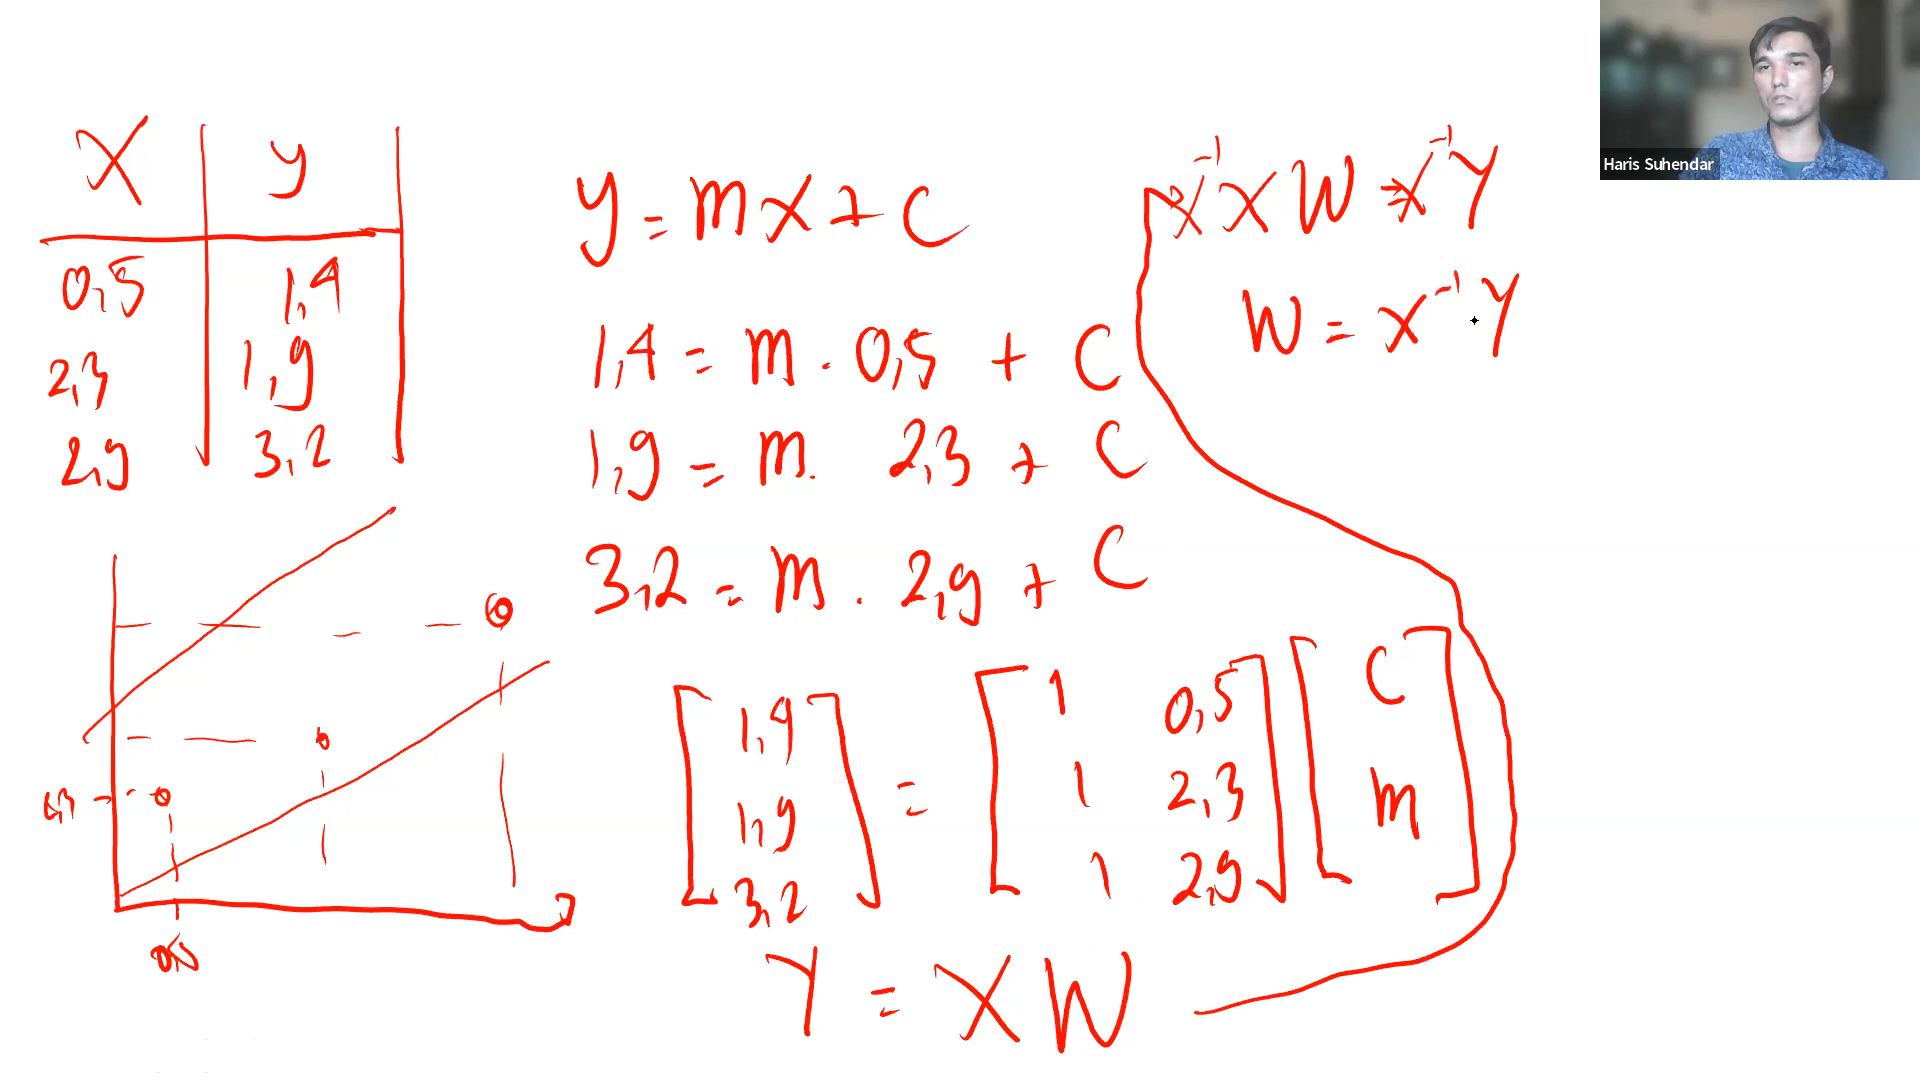 x y
0,5 1,4
2,3 1,9
2,9 3,2
0,5
y = mx + C
1,4 = m . 0,5 + C
1,9 = m . 2,3 + C
3,2 = m . 2,9 + C
[1,4 1,9 3,2] = [1 0,5 1 2,3 1 2,9] [C m]
Y = X W
X⁻¹ X W = X⁻¹ Y
W = X⁻¹ Y
Haris Suhendar